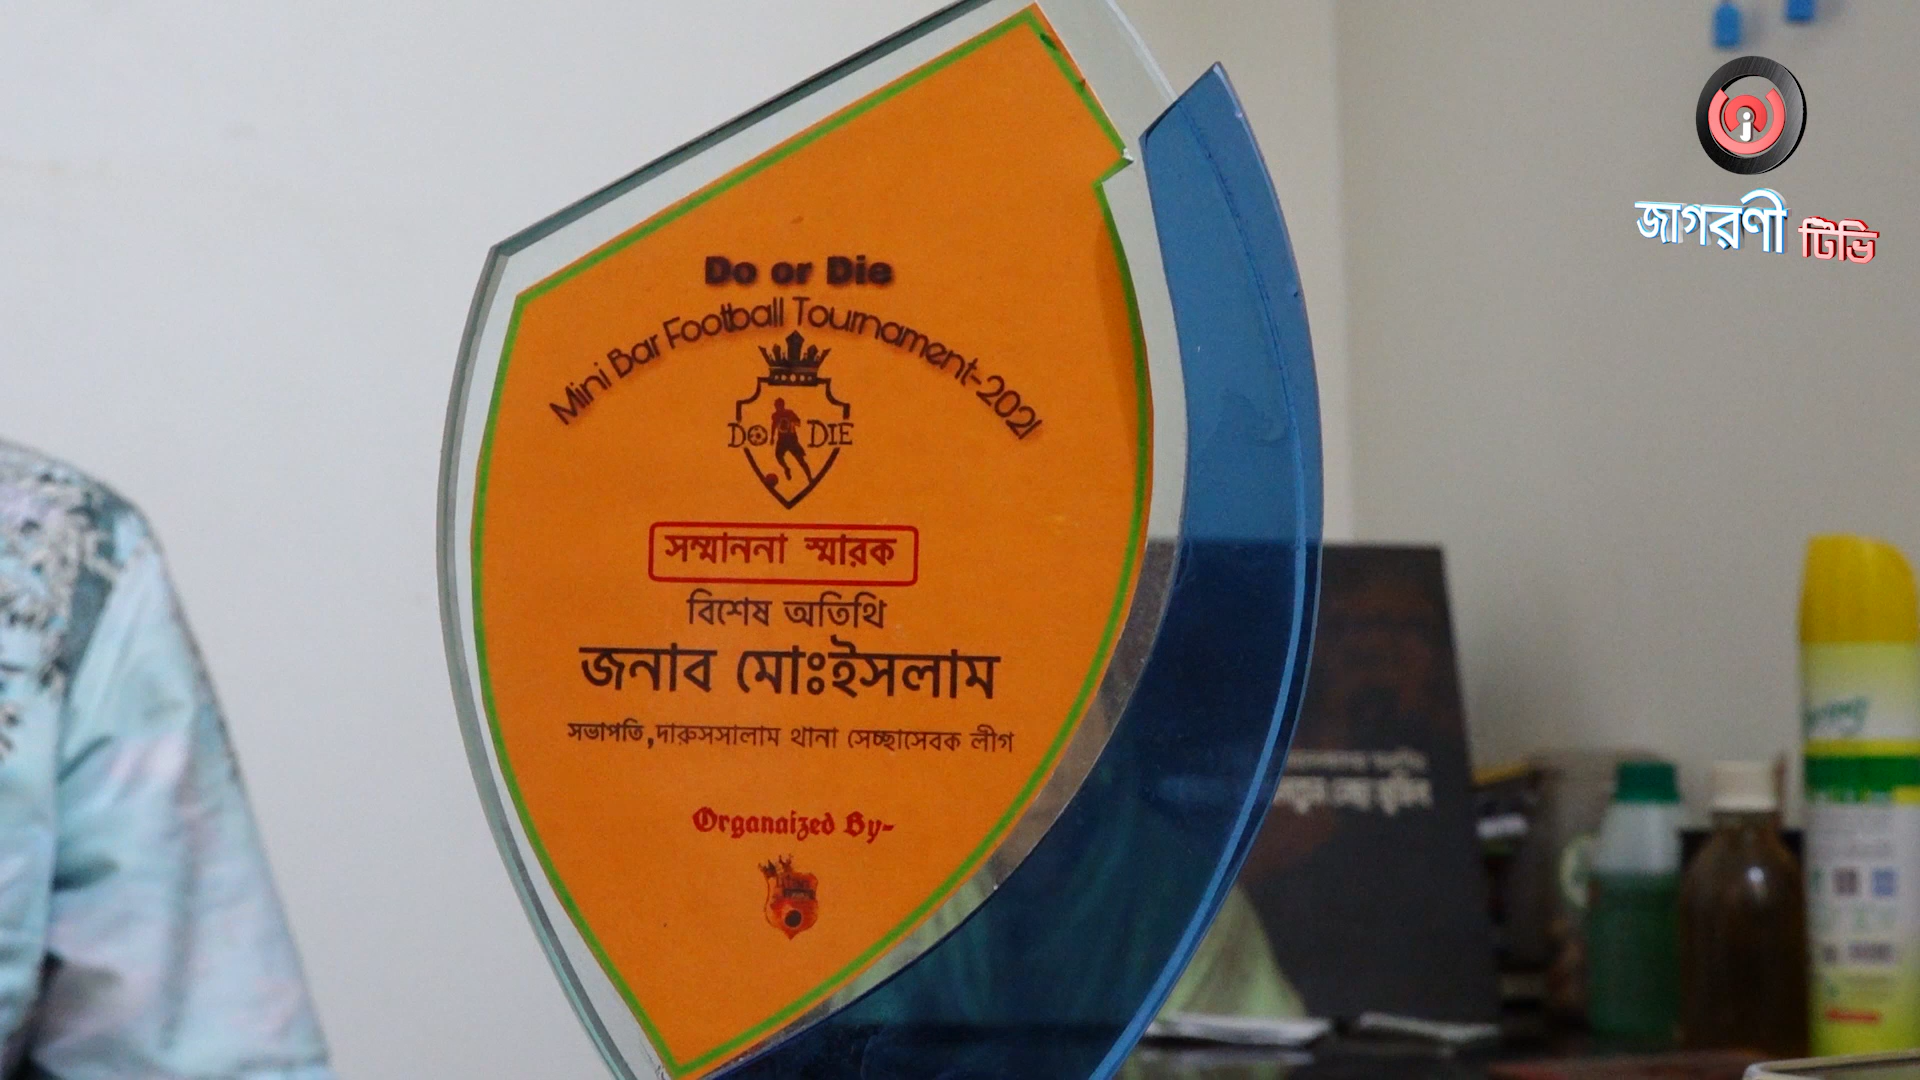 জাগরণী টিভি
Do or Die
Mini Bar Football Tournament-2021
DO DIE
সম্মাননা স্মারক
বিশেষ অতিথি
জনাব মোঃইসলাম
সভাপতি,দারুসসালাম থানা সেচ্ছাসেবক লীগ
Organaized By-